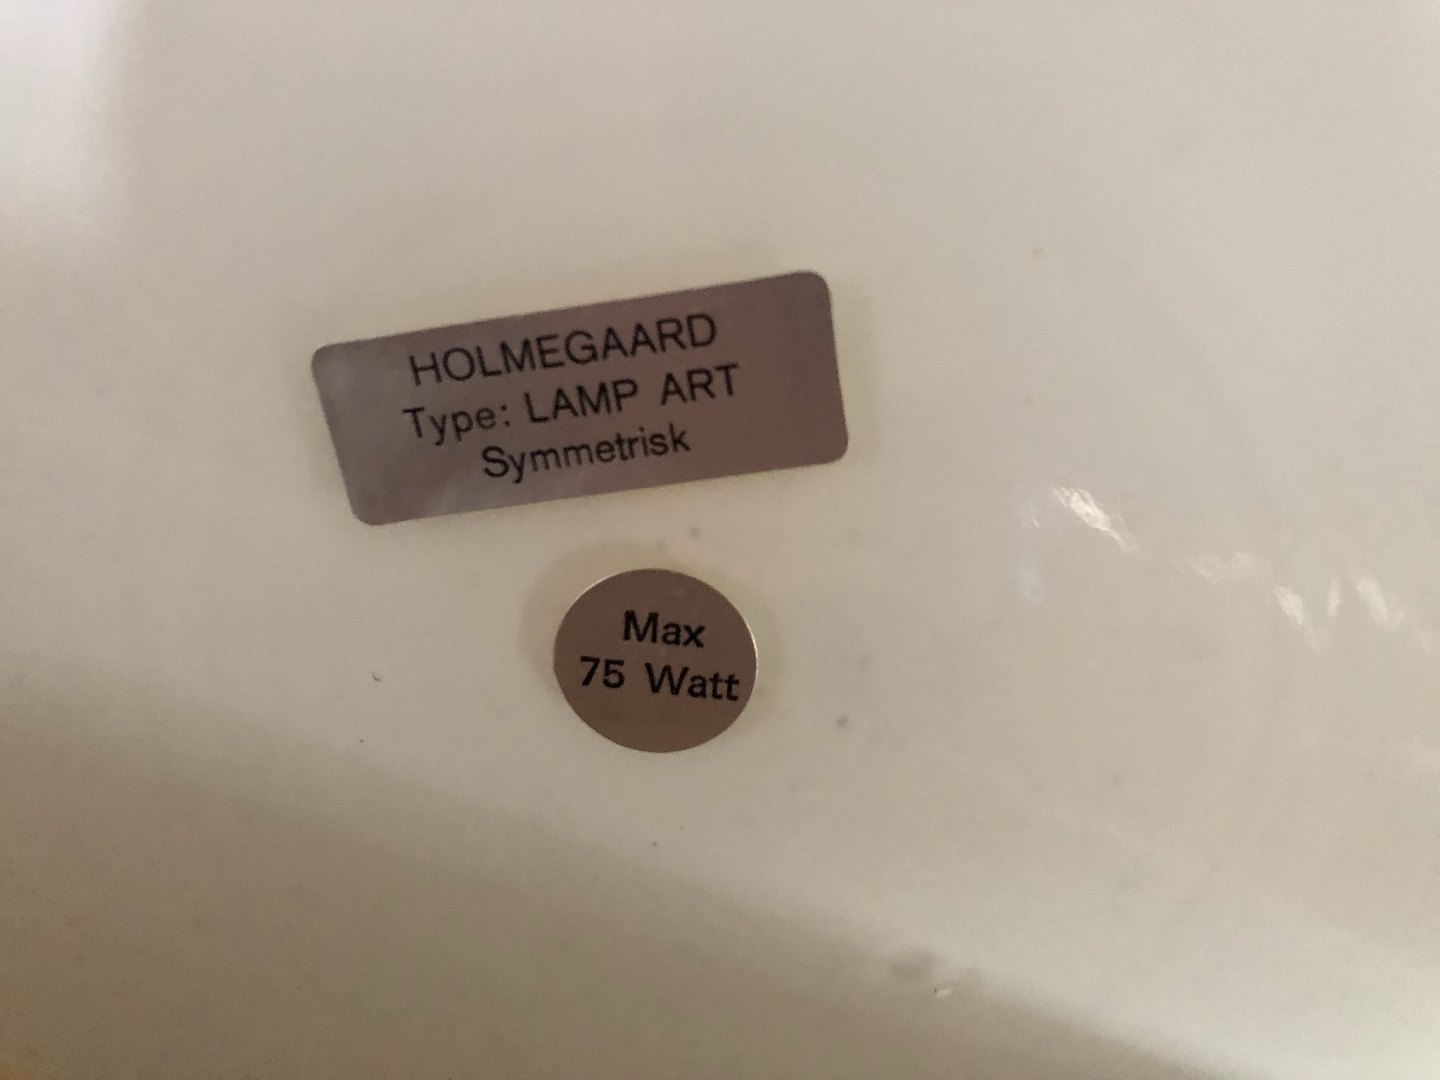 HOLMEGAARD
Type: LAMP ART
Symmetrisk
Max
75 Watt